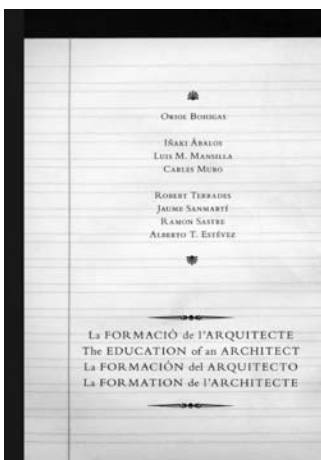 ORIOL BOHIGAS
IÑAKI ÁBALOS
LUIS M. MANSILLA
CARLES MURO
ROBERT TERRADES
JAUME SANMARTÍ
RAMON SASTRE
ALBERTO T. ESTÉVEZ
La FORMACIÓ de l'ARQUITECTE
The EDUCATION of an ARCHITECT
La FORMACIÓN del ARQUITECTO
La FORMATION de l'ARCHITECTE